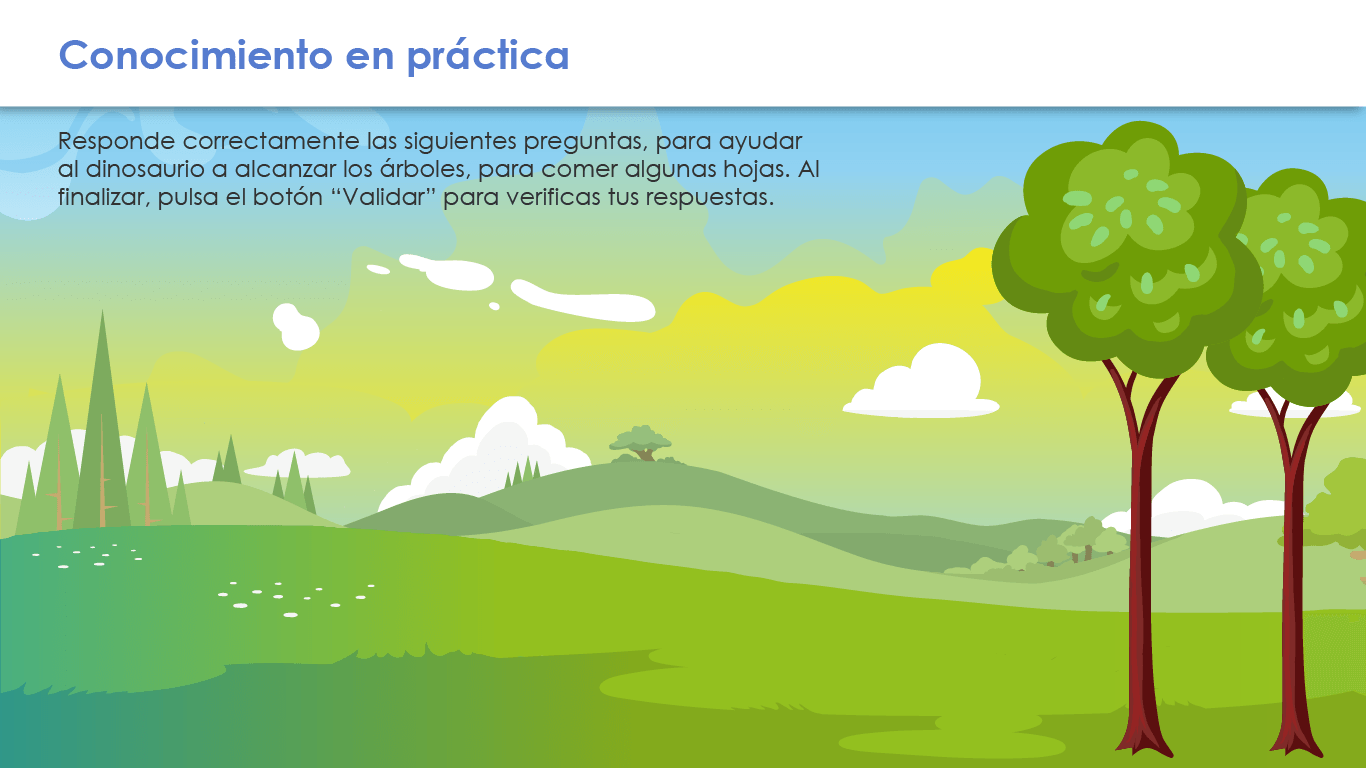 Conocimiento en práctica
Responde correctamente las siguientes preguntas, para ayudar
al dinosaurio a alcanzar los árboles, para comer algunas hojas. Al
finalizar, pulsa el botón “Validar” para verificas tus respuestas.